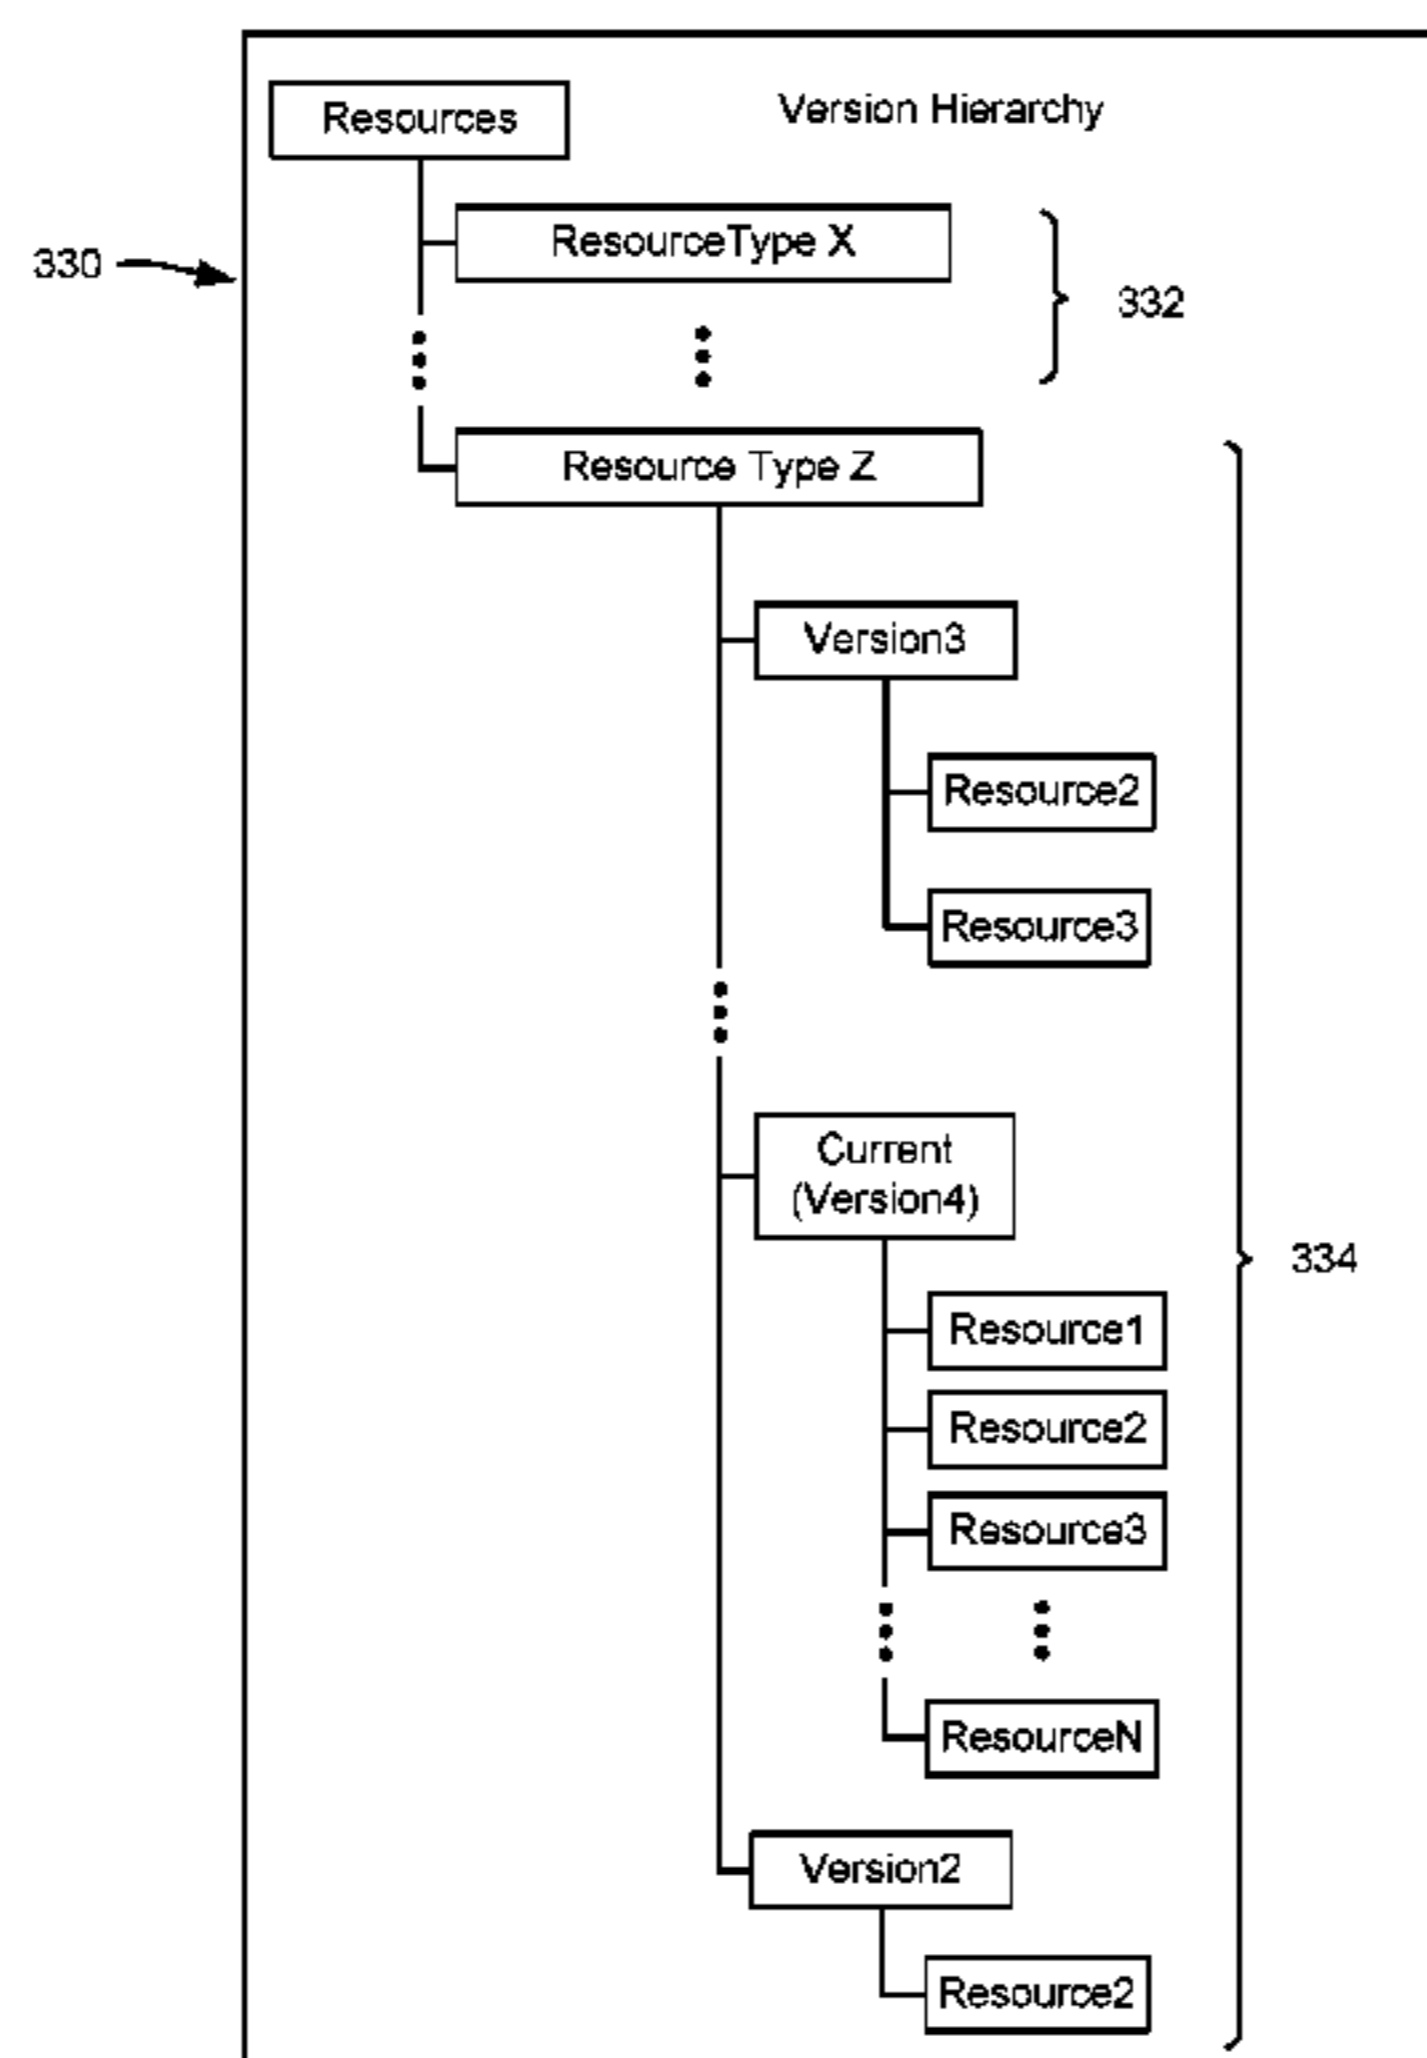 Resources
Version Hierarchy
ResourceType X
330
332
Resource Type Z
Version3
Resource2
Resource3
Current
(Version4)
334
Resource1
Resource2
Resource3
ResourceN
Version2
Resource2